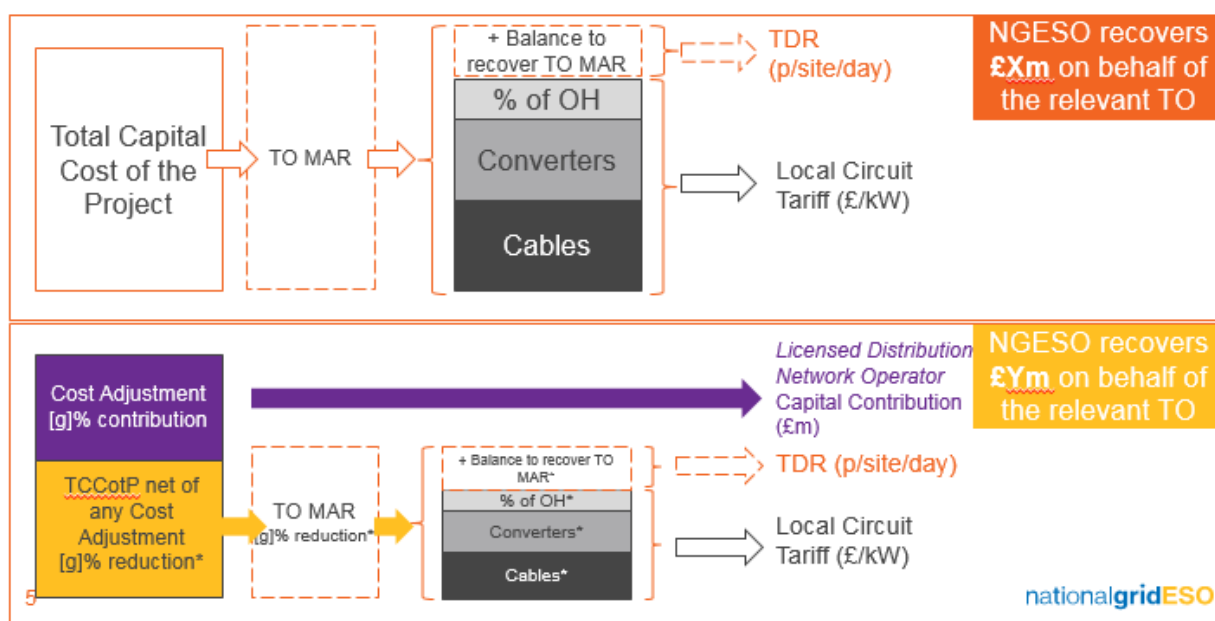 Total Capital
Cost of the
Project
TO MAR
+ Balance to
recover TO MAR
% of OH
Converters
Cables
TDR
(p/site/day)
Local Circuit
Tariff (£/kW)
NGESO recovers
£Xm on behalf of
the relevant TO
Cost Adjustment
[g]% contribution
TCCotP net of
any Cost
Adjustment
[g]% reduction*
TO MAR
[g]% reduction*
+ Balance to recover TO
MAR*
% of OH*
Converters*
Cables*
Licensed Distribution
Network Operator
Capital Contribution
(£m)
TDR (p/site/day)
Local Circuit
Tariff (£/kW)
NGESO recovers
£Ym on behalf of
the relevant TO
5
nationalgridESO